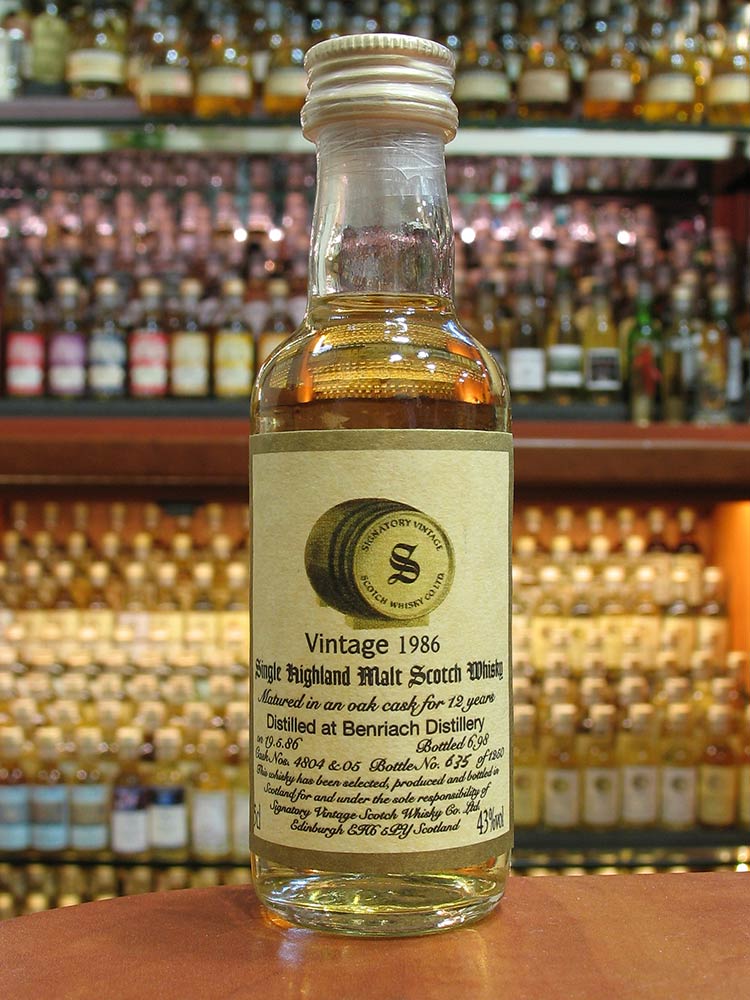 SIGNATORY VINTAGE
S
SCOTCH WHISKY CO LTD.
Vintage 1986
Single Highland Malt Scotch Whisky
Matured in an oak cask for 12 years
Distilled at Benriach Distillery
on 19.5.86 Bottled 6.98
Cask Nos. 4804 & 05 Bottle No. 635 of 1250
This whisky has been selected, produced and bottled in
Scotland for and under the sole responsibility of
Signatory Vintage Scotch Whisky Co. Ltd.
5cl Edinburgh EH6 5PY Scotland 43%vol